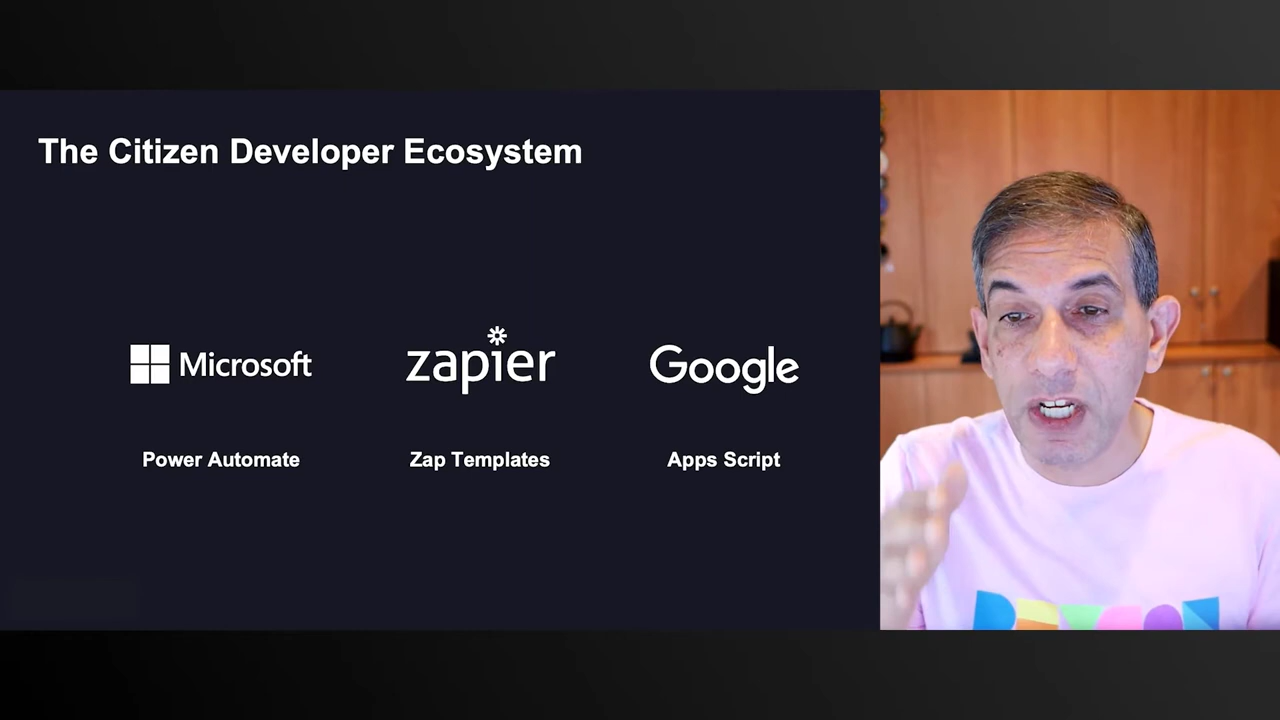 The Citizen Developer Ecosystem
Microsoft
zapier
Google
Power Automate
Zap Templates
Apps Script